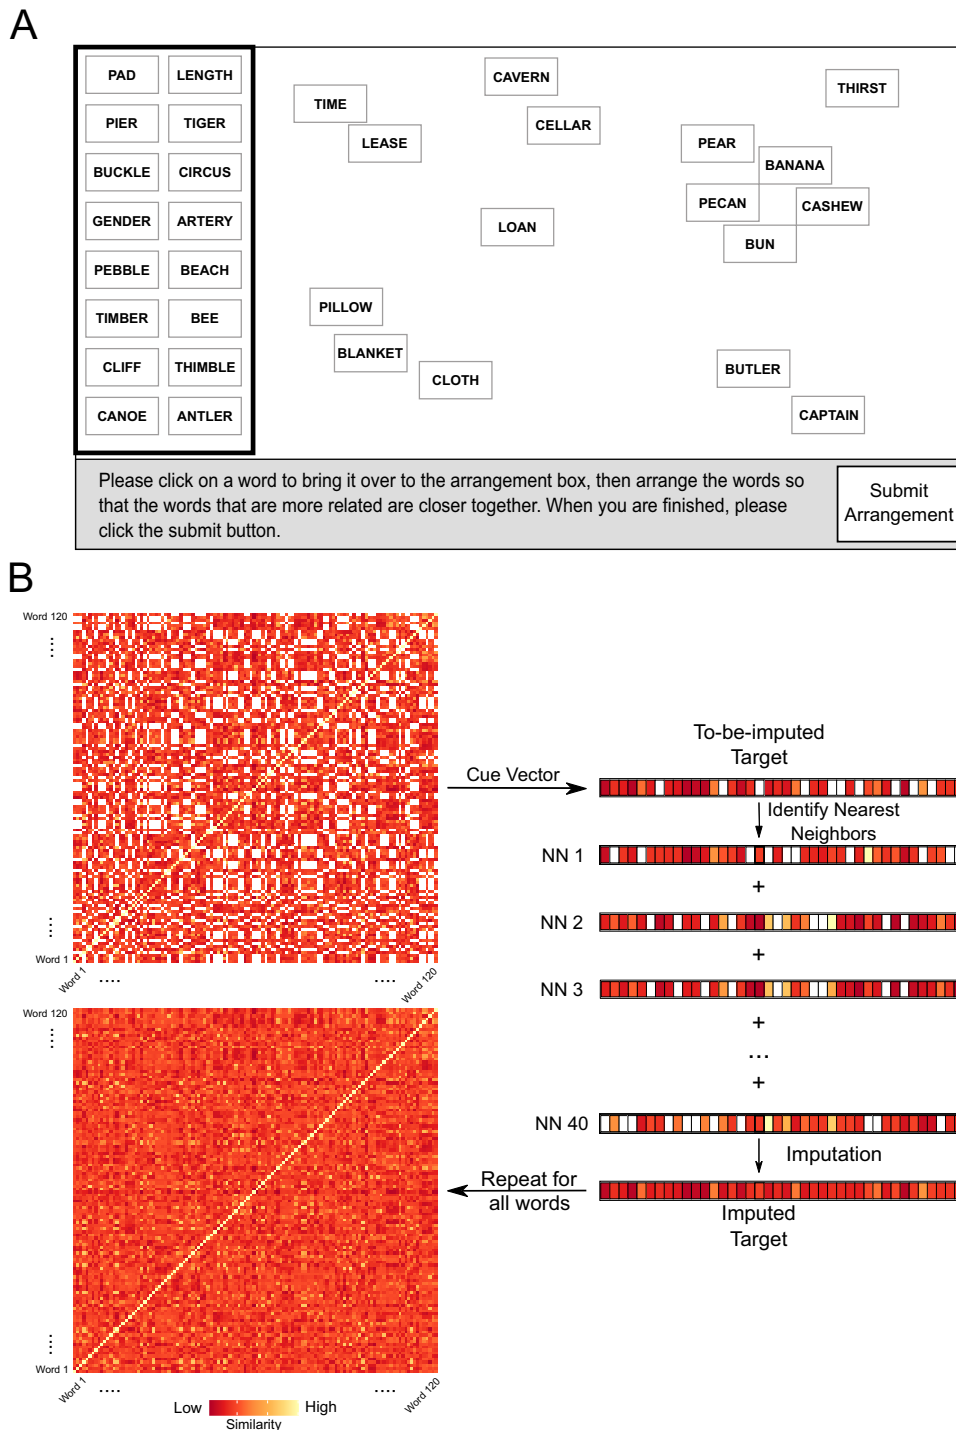 A
PAD LENGTH
PIER TIGER
BUCKLE CIRCUS
GENDER ARTERY
PEBBLE BEACH
TIMBER BEE
CLIFF THIMBLE
CANOE ANTLER
TIME
LEASE
CAVERN
CELLAR
THIRST
PEAR
BANANA
PECAN
CASHEW
BUN
LOAN
PILLOW
BLANKET
CLOTH
BUTLER
CAPTAIN
Please click on a word to bring it over to the arrangement box, then arrange the words so
that the words that are more related are closer together. When you are finished, please
click the submit button.
Submit
Arrangement
B
Word 120
....
....
Word 1
Word 1
....
....
Word 120
Cue Vector
To-be-imputed
Target
Identify Nearest
Neighbors
NN 1
+
NN 2
+
NN 3
+
...
+
NN 40
Imputation
Imputed
Target
Repeat for
all words
Word 120
....
....
Word 1
Word 1
....
....
Word 120
Low High
Similarity